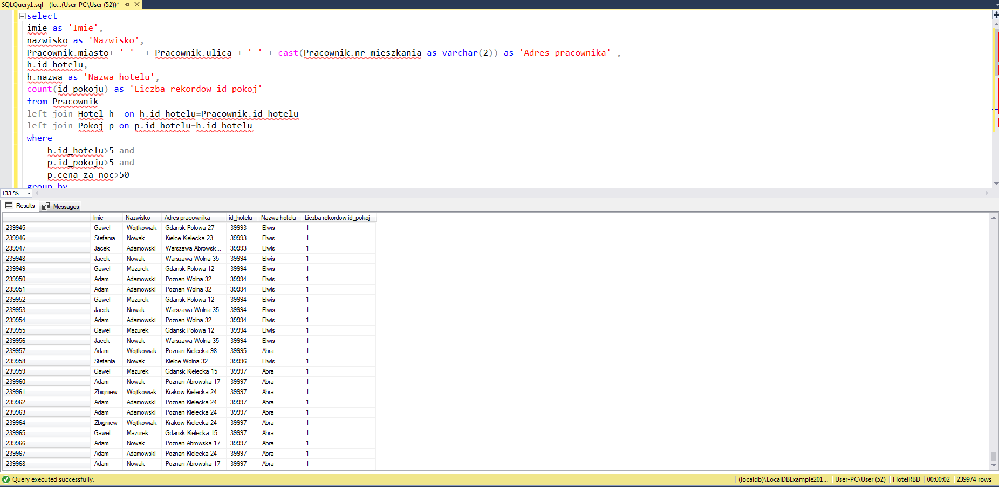 SQLQuery1.sql - (lo...(User-PC\User (52))*
select
imie as 'Imie',
nazwisko as 'Nazwisko',
Pracownik.miasto+ ' '  + Pracownik.ulica + ' ' + cast(Pracownik.nr_mieszkania as varchar(2)) as 'Adres pracownika' ,
h.id_hotelu,
h.nazwa as 'Nazwa hotelu',
count(id_pokoju) as 'Liczba rekordow id_pokoj'
from Pracownik
left join Hotel h  on h.id_hotelu=Pracownik.id_hotelu
left join Pokoj p on p.id_hotelu=h.id_hotelu
where
h.id_hotelu>5 and
p.id_pokoju>5 and
p.cena_za_noc>50
group by
133 %
Results Messages
Imie Nazwisko Adres pracownika id_hotelu Nazwa hotelu Liczba rekordow id_pokoj
239945 Gawel Wojtkowiak Gdansk Polowa 27 39993 Elwis 1
239946 Stefania Nowak Kielce Kielecka 23 39993 Elwis 1
239947 Jacek Adamowski Warszawa Abrowsk... 39993 Elwis 1
239948 Jacek Nowak Warszawa Wolna 35 39994 Elwis 1
239949 Gawel Mazurek Gdansk Polowa 12 39994 Elwis 1
239950 Adam Adamowski Poznan Wolna 32 39994 Elwis 1
239951 Adam Adamowski Poznan Wolna 32 39994 Elwis 1
239952 Gawel Mazurek Gdansk Polowa 12 39994 Elwis 1
239953 Jacek Nowak Warszawa Wolna 35 39994 Elwis 1
239954 Adam Adamowski Poznan Wolna 32 39994 Elwis 1
239955 Gawel Mazurek Gdansk Polowa 12 39994 Elwis 1
239956 Jacek Nowak Warszawa Wolna 35 39994 Elwis 1
239957 Adam Wojtkowiak Poznan Kielecka 98 39995 Abra 1
239958 Stefania Nowak Kielce Wolna 32 39996 Elwis 1
239959 Gawel Mazurek Gdansk Kielecka 15 39997 Abra 1
239960 Adam Nowak Poznan Abrowska 17 39997 Abra 1
239961 Zbigniew Wojtkowiak Krakow Kielecka 24 39997 Abra 1
239962 Adam Adamowski Poznan Kielecka 24 39997 Abra 1
239963 Adam Adamowski Poznan Kielecka 24 39997 Abra 1
239964 Zbigniew Wojtkowiak Krakow Kielecka 24 39997 Abra 1
239965 Gawel Mazurek Gdansk Kielecka 15 39997 Abra 1
239966 Adam Nowak Poznan Abrowska 17 39997 Abra 1
239967 Adam Adamowski Poznan Kielecka 24 39997 Abra 1
239968 Adam Nowak Poznan Abrowska 17 39997 Abra 1
Query executed successfully. (localdb)\LocalDBExample201... User-PC\User (52) HotelRBD 00:00:02 239974 rows